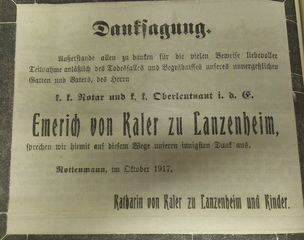 Danksagung.
Außerstande allen zu danken für die vielen Beweise liebevoller
Teilnahme anläßlich des Todesfalles und Begräbnisses unseres unvergeßlichen
Gatten und Vaters, des Herrn
k. k. Notar und k. k. Oberleutnant i. d. E.
Emerich von Kaler zu Lanzenheim,
sprechen wir hiemit auf diesem Wege unseren innigsten Dank aus.
Rottenmann, im Oktober 1917.
Katharin von Kaler zu Lanzenheim und Kinder.